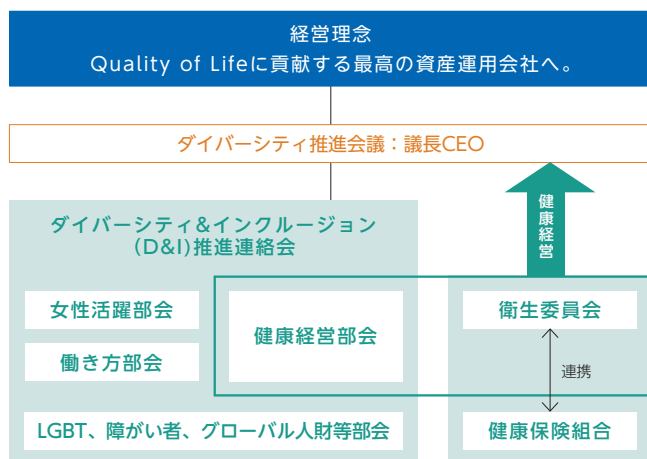 経営理念
Quality of Lifeに貢献する最高の資産運用会社へ。
ダイバーシティ推進会議：議長CEO
健康経営
ダイバーシティ&インクルージョン
(D&I)推進連絡会
女性活躍部会
働き方部会
健康経営部会
LGBT、障がい者、グローバル人財等部会
衛生委員会
連携
健康保険組合